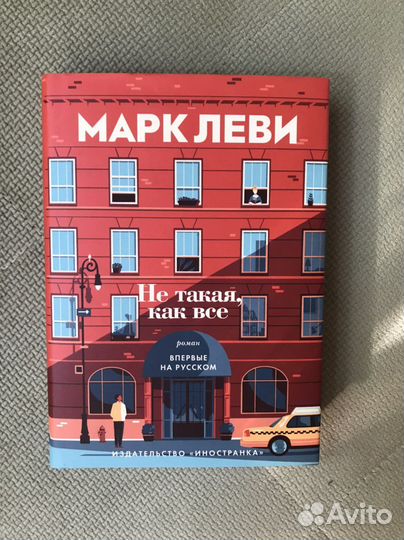 МАРК ЛЕВИ
Не такая,
как все
роман
ВПЕРВЫЕ
НА РУССКОМ
ИЗДАТЕЛЬСТВО «ИНОСТРАНКА»
Avito